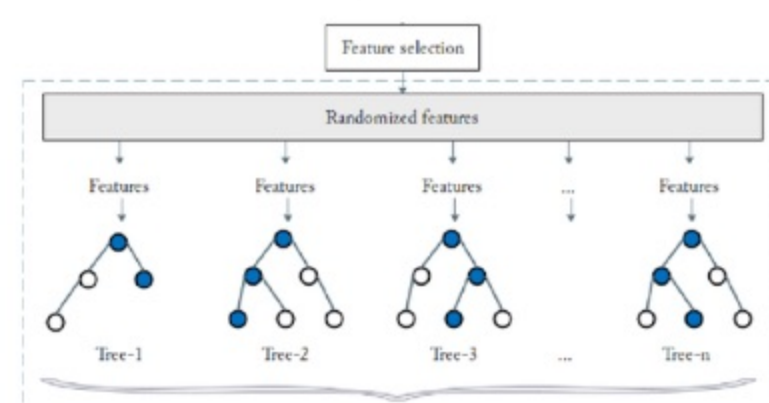 Feature selection
Randomized features
Features Features Features ... Features
Tree-1 Tree-2 Tree-3 ... Tree-n